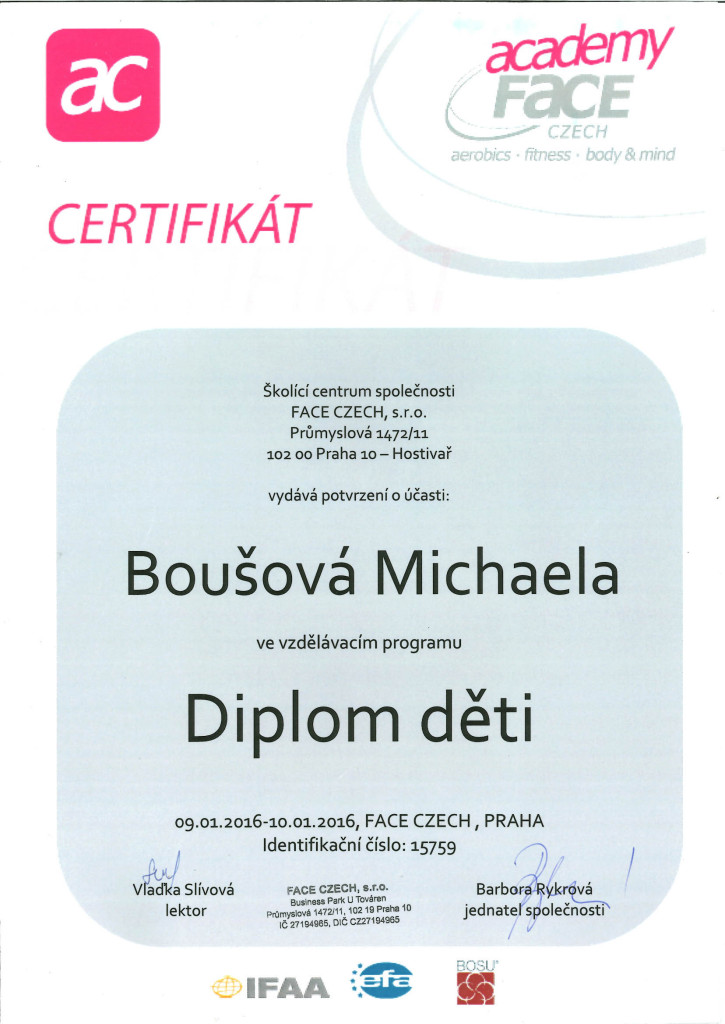 ac
academy
FACE
CZECH
aerobics · fitness · body & mind
CERTIFIKÁT
Školící centrum společnosti
FACE CZECH, s.r.o.
Průmyslová 1472/11
102 00 Praha 10 – Hostivař
vydává potvrzení o účasti:
Boušová Michaela
ve vzdělávacím programu
Diplom děti
09.01.2016-10.01.2016, FACE CZECH , PRAHA
Identifikační číslo: 15759
Vlaďka Slívová
lektor
FACE CZECH, s.r.o.
Business Park U Továren
Průmyslová 1472/11, 102 19 Praha 10
IČ 27194965, DIČ CZ27194965
Barbora Rykrová
jednatel společnosti
IFAA
efa
BOSU®